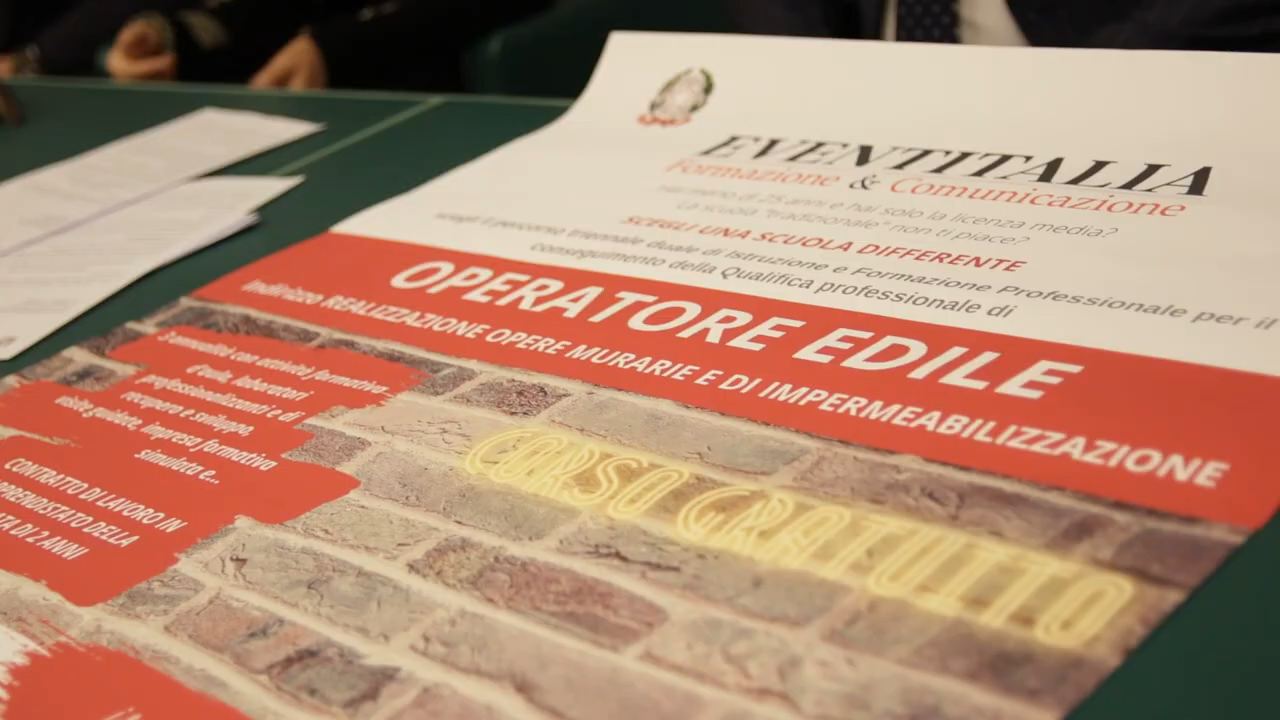 EVENTITALIA
Formazione & Comunicazione
Hai meno di 25 anni e hai solo la licenza media?
La scuola "tradizionale" non ti piace?
SCEGLI UNA SCUOLA DIFFERENTE
Scegli il percorso triennale duale di Istruzione e Formazione Professionale per il
conseguimento della Qualifica professionale di
OPERATORE EDILE
Indirizzo REALIZZAZIONE OPERE MURARIE E DI IMPERMEABILIZZAZIONE
3 annualità con attività formativa
d'aula, laboratori
professionalizzanti e di
recupero e sviluppo,
visite guidate, impresa formativa
simulata e..
CONTRATTO DI LAVORO IN
APPRENDISTATO DELLA
DI 2 ANNI
CORSO GRATUITO